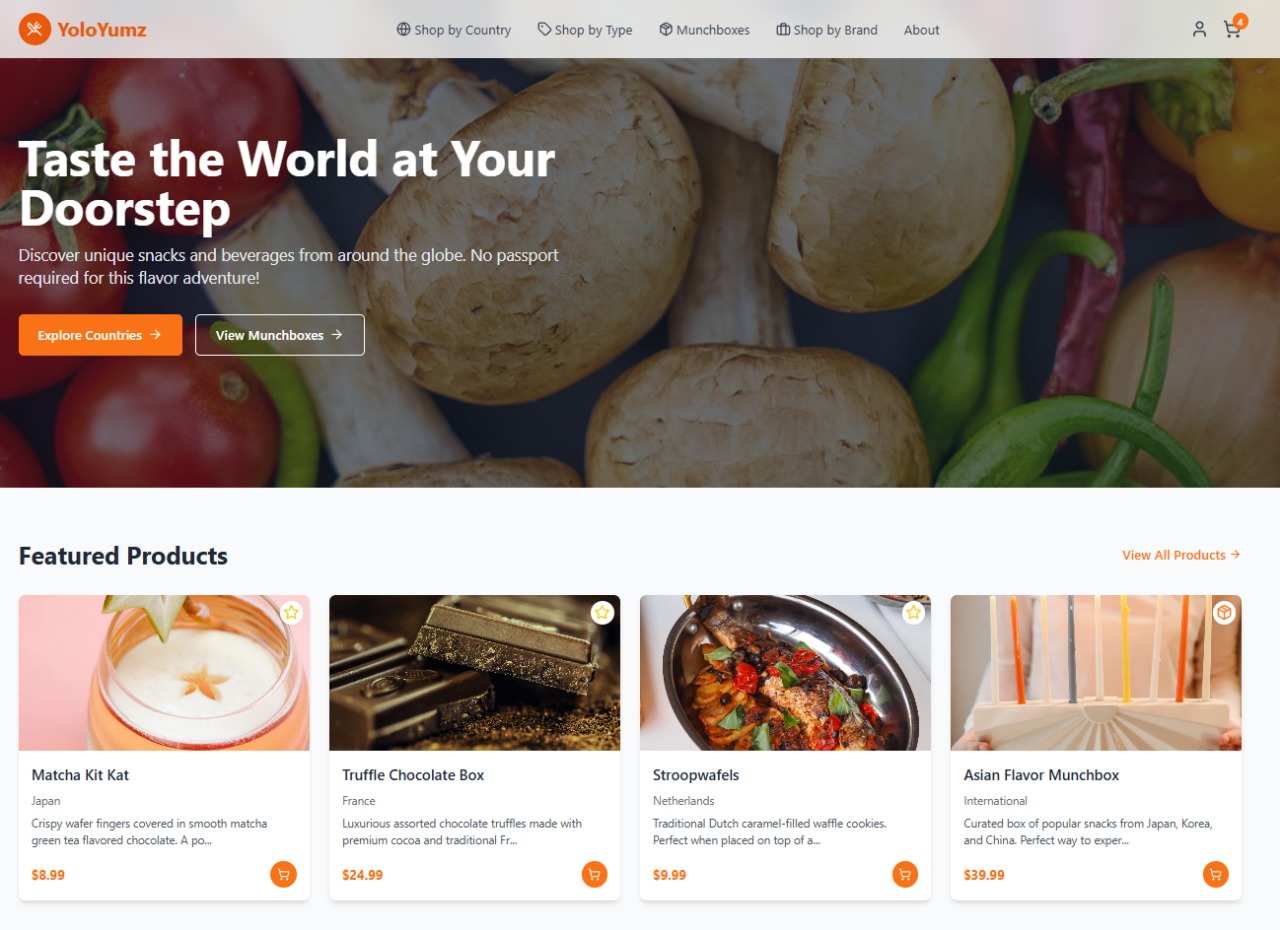 YoloYumz
Shop by Country
Shop by Type
Munchboxes
Shop by Brand
About
4
Taste the World at Your
Doorstep
Discover unique snacks and beverages from around the globe. No passport
required for this flavor adventure!
Explore Countries
View Munchboxes
Featured Products
View All Products
Matcha Kit Kat
Japan
Crispy wafer fingers covered in smooth matcha
green tea flavored chocolate. A po...
$8.99
Truffle Chocolate Box
France
Luxurious assorted chocolate truffles made with
premium cocoa and traditional Fr...
$24.99
Stroopwafels
Netherlands
Traditional Dutch caramel-filled waffle cookies.
Perfect when placed on top of a...
$9.99
Asian Flavor Munchbox
International
Curated box of popular snacks from Japan, Korea,
and China. Perfect way to exper...
$39.99